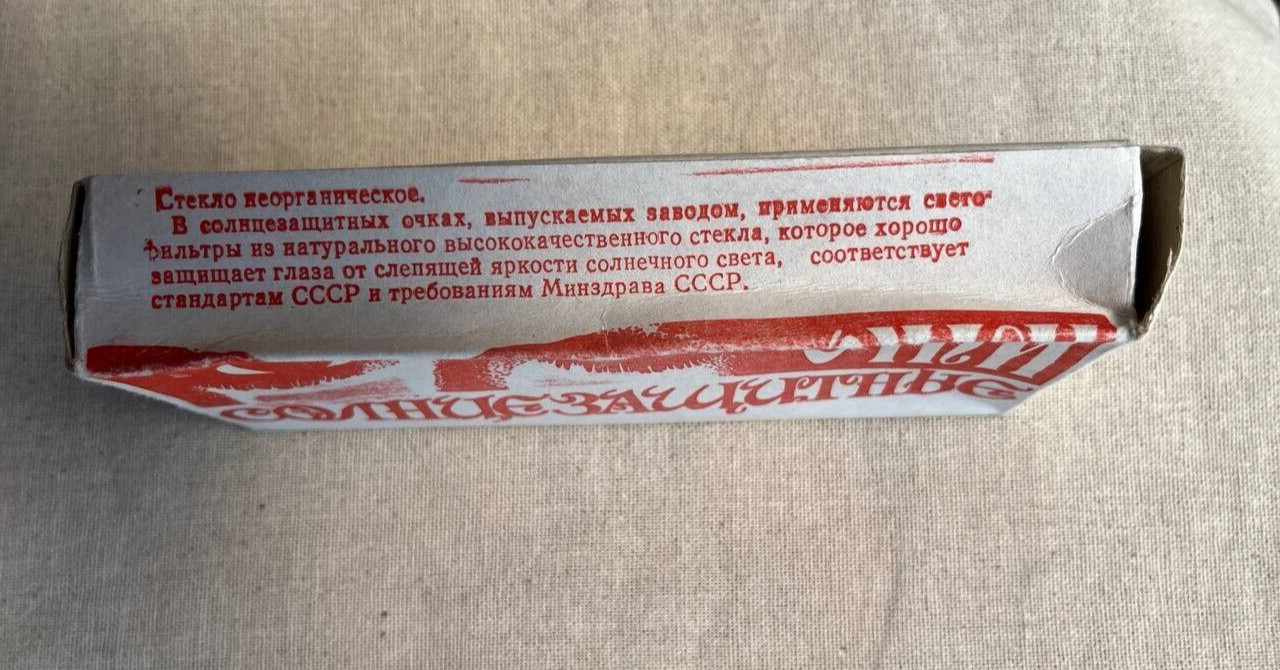 Стекло неорганическое.
В солнцезащитных очках, выпускаемых заводом, применяются свето-
фильтры из натурального высококачественного стекла, которое хорошо
защищает глаза от слепящей яркости солнечного света, соответствует
стандартам СССР и требованиям Минздрава СССР.
ОЧКИ
СОЛНЦЕЗАЩИТНЫЕ